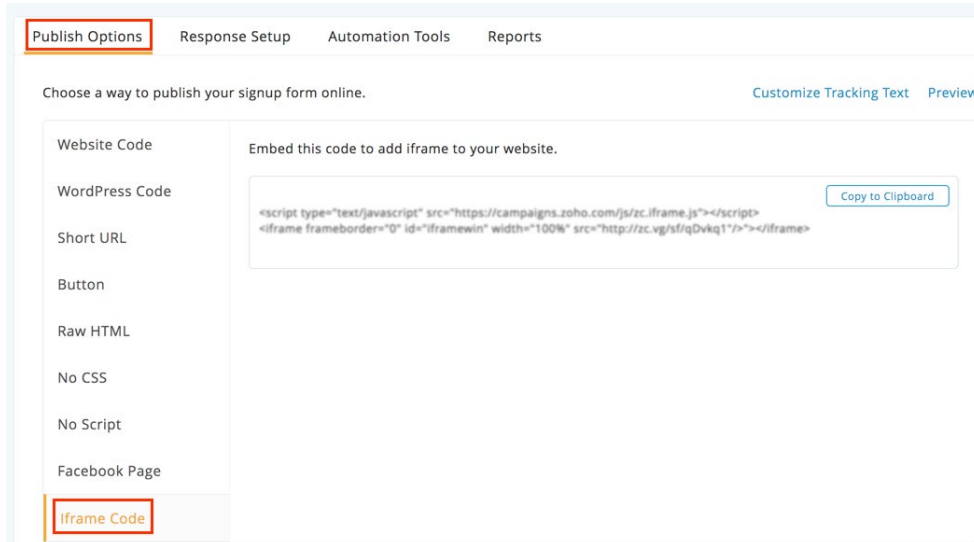 Publish Options Response Setup Automation Tools Reports
Choose a way to publish your signup form online. Customize Tracking Text Preview
Website Code
Embed this code to add iframe to your website.
WordPress Code
Copy to Clipboard
<script type="text/javascript" src="https://campaigns.zoho.com/js/zc.iframe.js"></script>
<iframe frameborder="0" id="iframewin" width="100%" src="http://zc.vg/sf/qDvkq1"/>"></iframe>
Short URL
Button
Raw HTML
No CSS
No Script
Facebook Page
Iframe Code